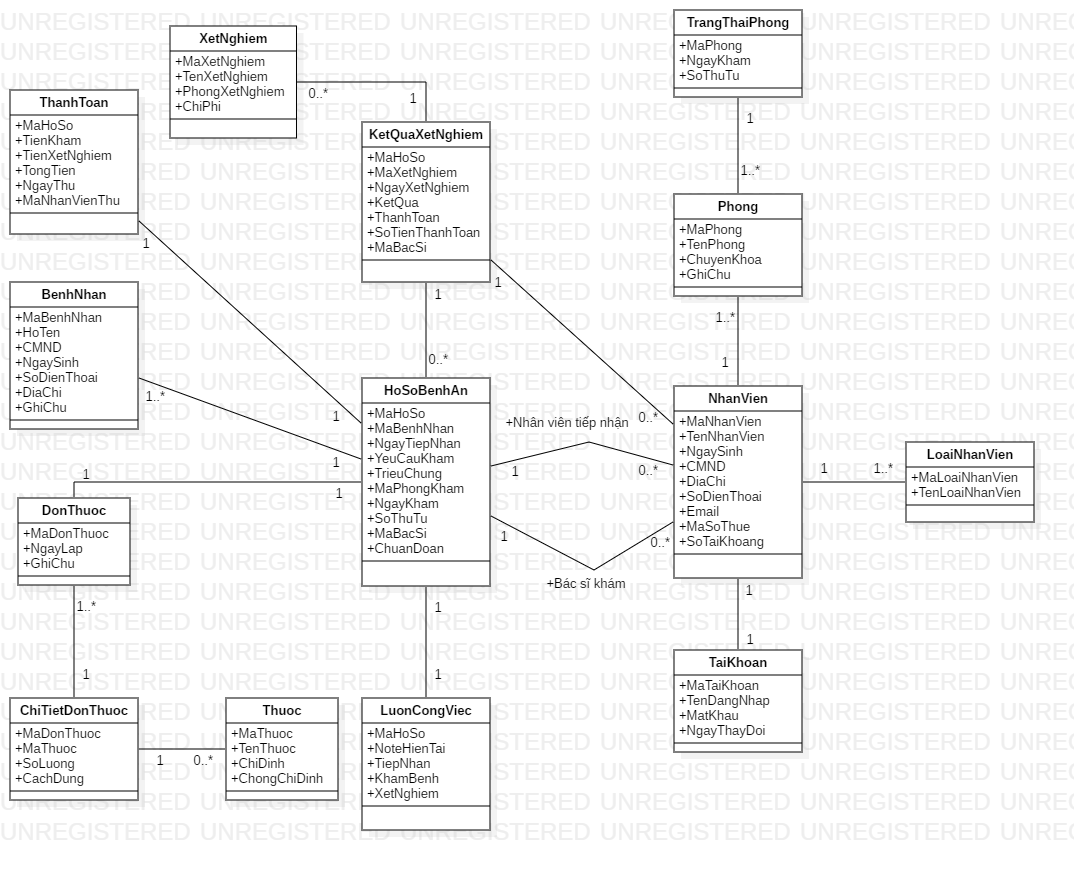 XetNghiem
+MaXetNghiem
+TenXetNghiem
+PhongXetNghiem
+ChiPhi
0..*
1
ThanhToan
+MaHoSo
+TienKham
+TienXetNghiem
+TongTien
+NgayThu
+MaNhanVienThu
1
1
KetQuaXetNghiem
+MaHoSo
+MaXetNghiem
+NgayXetNghiem
+KetQua
+ThanhToan
+SoTienThanhToan
+MaBacSi
1
0..*
1
0..*
TrangThaiPhong
+MaPhong
+NgayKham
+SoThuTu
1
1..*
Phong
+MaPhong
+TenPhong
+ChuyenKhoa
+GhiChu
1..*
1
BenhNhan
+MaBenhNhan
+HoTen
+CMND
+NgaySinh
+SoDienThoai
+DiaChi
+GhiChu
1..*
1
HoSoBenhAn
+MaHoSo
+MaBenhNhan
+NgayTiepNhan
+YeuCauKham
+TrieuChung
+MaPhongKham
+NgayKham
+SoThuTu
+MaBacSi
+ChuanDoan
+Nhân viên tiếp nhận
1
0..*
1
0..*
+Bác sĩ khám
NhanVien
+MaNhanVien
+TenNhanVien
+NgaySinh
+CMND
+DiaChi
+SoDienThoai
+Email
+MaSoThue
+SoTaiKhoang
1
1..*
LoaiNhanVien
+MaLoaiNhanVien
+TenLoaiNhanVien
1
1
DonThuoc
+MaDonThuoc
+NgayLap
+GhiChu
1..*
1
ChiTietDonThuoc
+MaDonThuoc
+MaThuoc
+SoLuong
+CachDung
1
0..*
Thuoc
+MaThuoc
+TenThuoc
+ChiDinh
+ChongChiDinh
1
1
LuonCongViec
+MaHoSo
+NoteHienTai
+TiepNhan
+KhamBenh
+XetNghiem
1
1
TaiKhoan
+MaTaiKhoan
+TenDangNhap
+MatKhau
+NgayThayDoi
UNREGISTERED UNREGISTERED UNREGISTERED UNREGISTERED UNREGISTERED